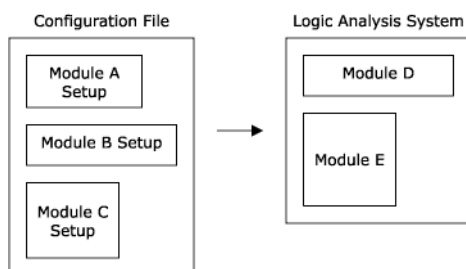 Configuration File
Module A
Setup
Module B Setup
Module C
Setup
Logic Analysis System
Module D
Module E